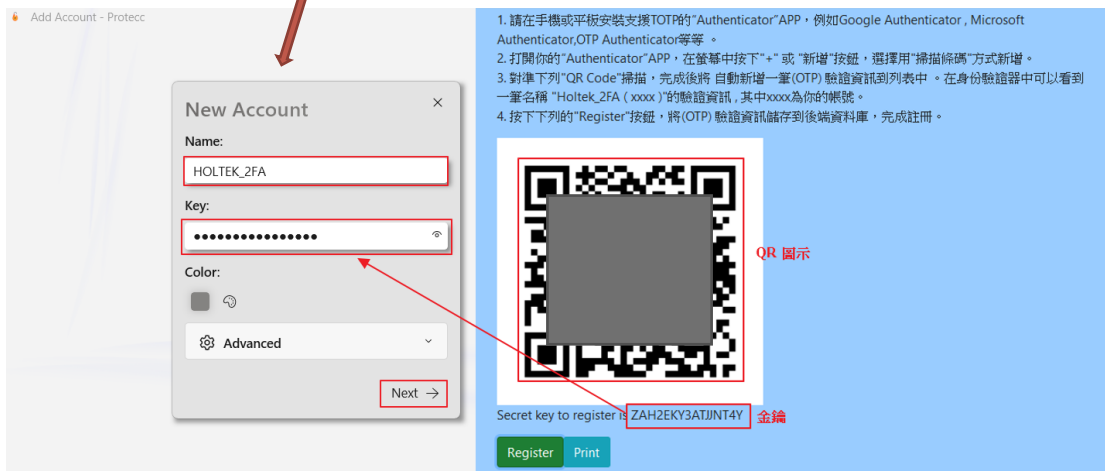 Add Account - Protecc
New Account
Name:
HOLTEK_2FA
Key:
Color:
Advanced
Next
1. 請在手機或平板安裝支援TOTP的"Authenticator"APP，例如Google Authenticator , Microsoft
Authenticator,OTP Authenticator等等 。
2. 打開你的"Authenticator"APP，在螢幕中按下"+" 或 "新增"按鈕，選擇用"掃描條碼"方式新增。
3. 對準下列"QR Code"掃描，完成後將 自動新增一筆(OTP) 驗證資訊到列表中 。在身份驗證器中可以看到
一筆名稱 "Holtek_2FA ( xxxx )"的驗證資訊 , 其中xxxx為你的帳號。
4. 按下下列的"Register"按鈕，將(OTP) 驗證資訊儲存到後端資料庫，完成註冊。
QR 圖示
Secret key to register is ZAH2EKY3ATJJNT4Y 金鑰
Register Print